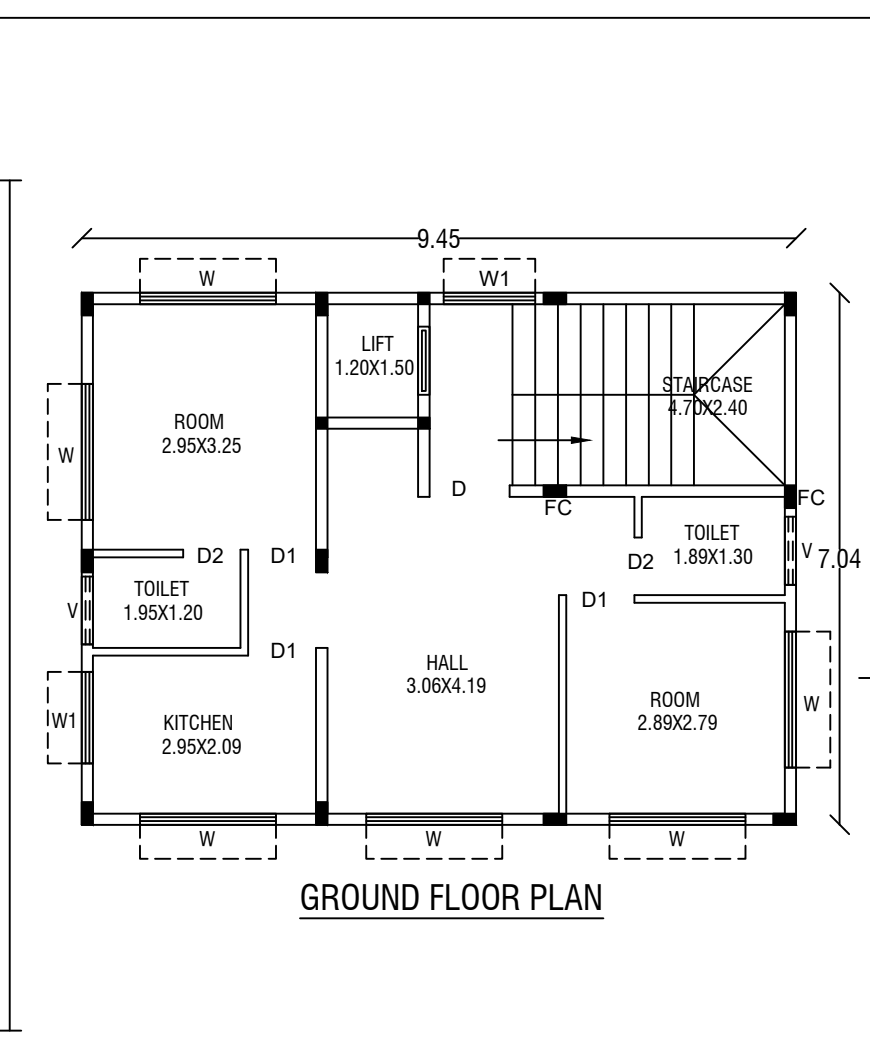 9.45
W
W1
LIFT
1.20X1.50
STAIRCASE
4.70X2.40
ROOM
2.95X3.25
W
D
FC
FC
TOILET
1.89X1.30
V
7.04
D2
D1
D2
TOILET
1.95X1.20
V
D1
D1
HALL
3.06X4.19
ROOM
2.89X2.79
W
W1
KITCHEN
2.95X2.09
W
W
W
GROUND FLOOR PLAN